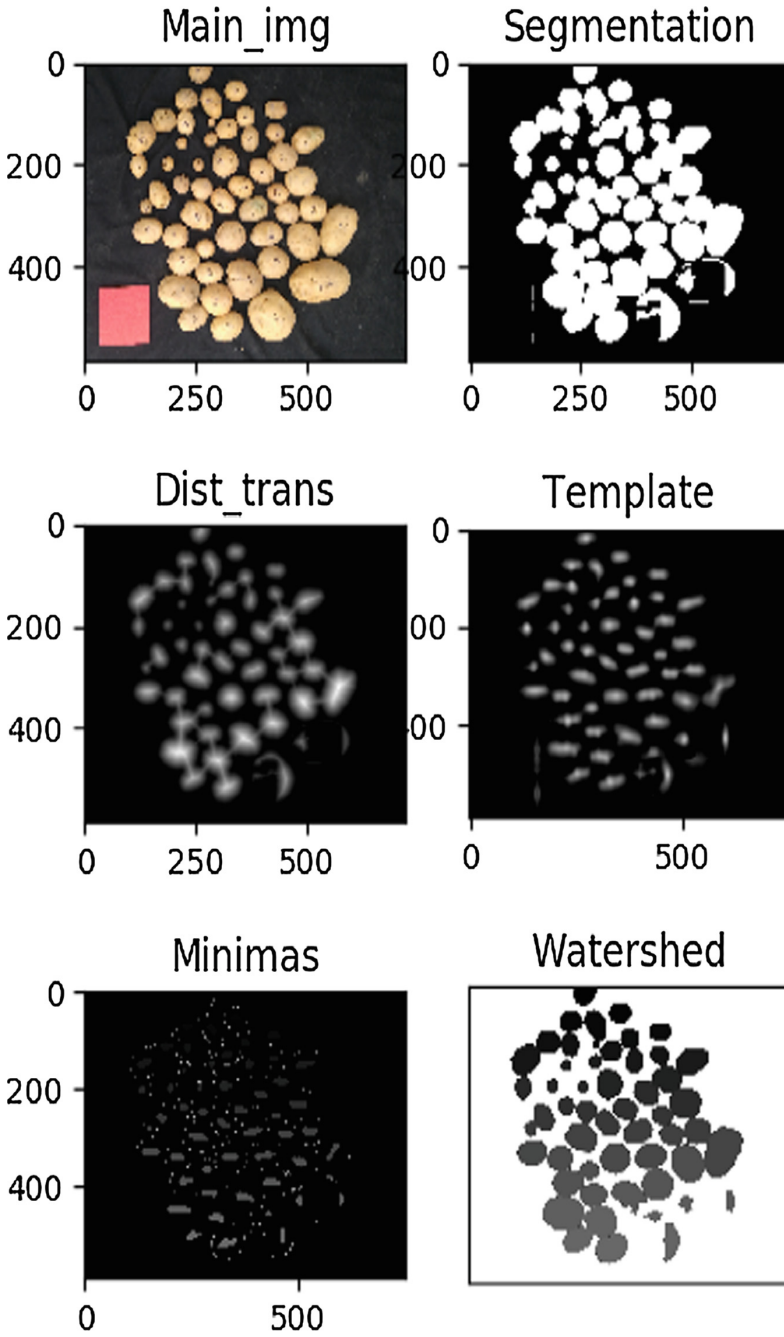 Main_img Segmentation
0 0
200 200
400 400
0 250 500 0 250 500
Dist_trans Template
0 0
200 00
400 00
0 250 500 0 500
Minimas Watershed
0
200
400
0 500